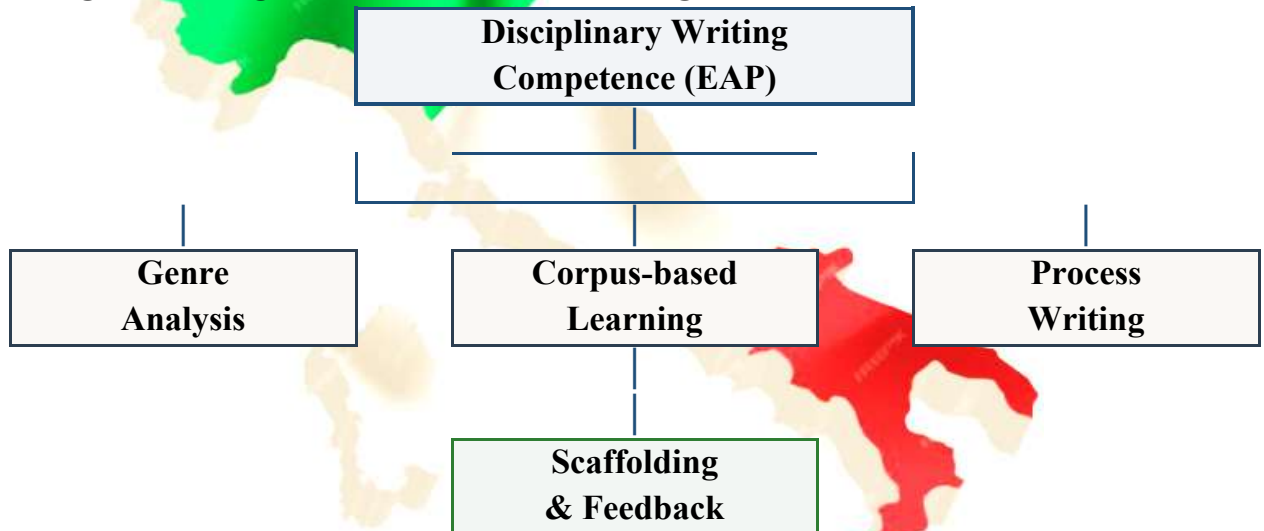 Disciplinary Writing
Competence (EAP)
Genre
Analysis
Corpus-based
Learning
Process
Writing
Scaffolding
& Feedback